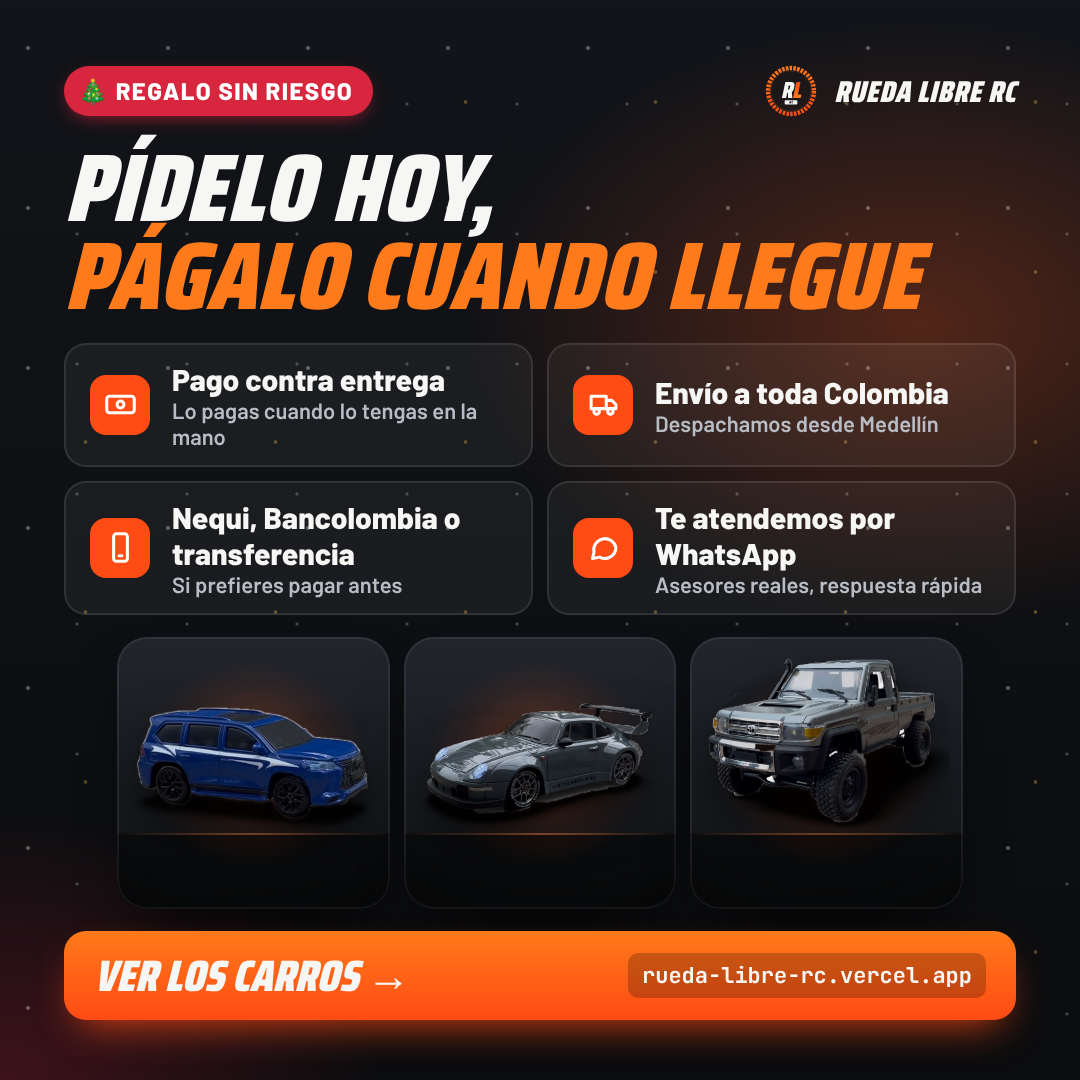 🎄 REGALO SIN RIESGO
RL
RC
RUEDA LIBRE RC
PÍDELO HOY,
PÁGALO CUANDO LLEGUE
Pago contra entrega
Lo pagas cuando lo tengas en la
mano
Envío a toda Colombia
Despachamos desde Medellín
Nequi, Bancolombia o
transferencia
Si prefieres pagar antes
Te atendemos por
WhatsApp
Asesores reales, respuesta rápida
VER LOS CARROS →
rueda-libre-rc.vercel.app